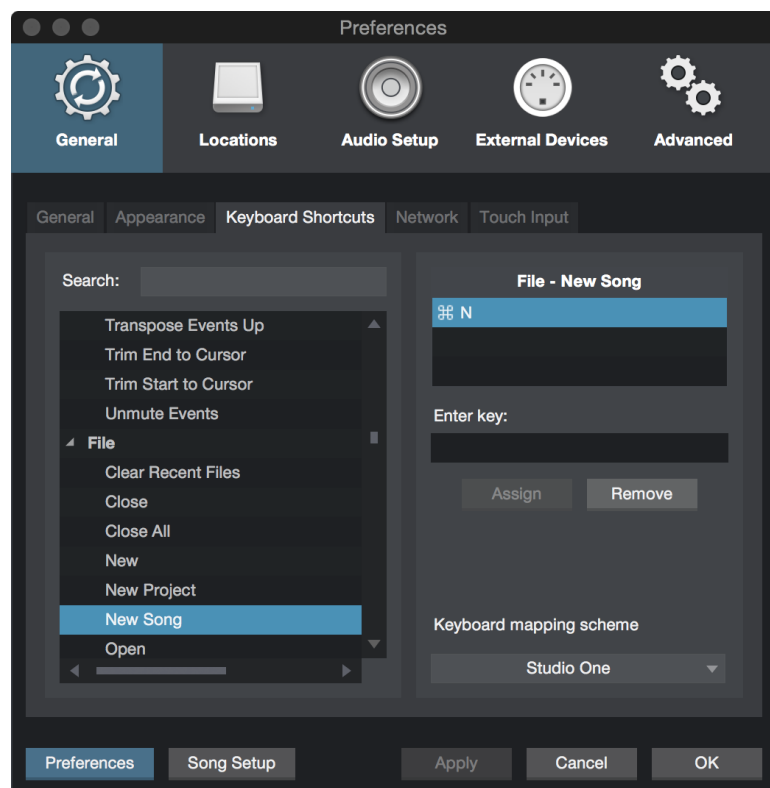 Preferences
General Locations Audio Setup External Devices Advanced
General Appearance Keyboard Shortcuts Network Touch Input
Search:
Transpose Events Up
Trim End to Cursor
Trim Start to Cursor
Unmute Events
File
Clear Recent Files
Close
Close All
New
New Project
New Song
Open
File - New Song
⌘ N
Enter key:
Assign Remove
Keyboard mapping scheme
Studio One
Preferences Song Setup Apply Cancel OK